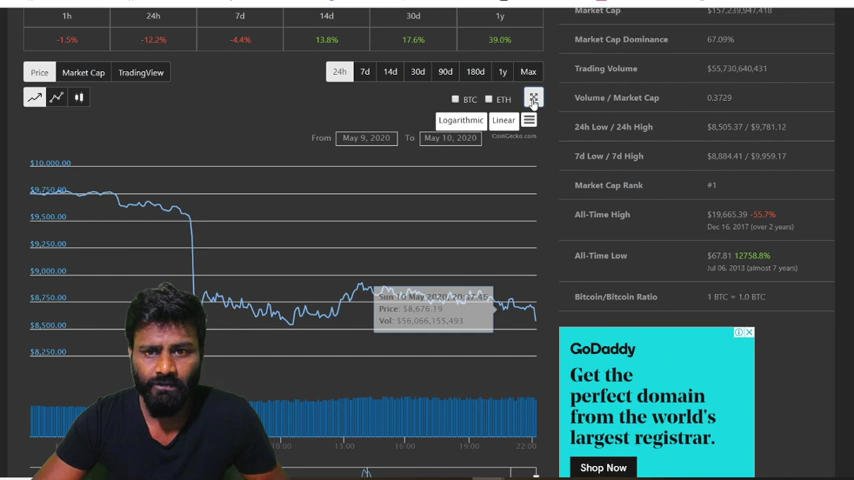 1h 24h 7d 14d 30d 1y
-1.5% -12.2% -4.4% 13.8% 17.6% 39.0%
Price Market Cap TradingView 24h 7d 14d 30d 90d 180d 1y Max
BTC ETH
Logarithmic Linear
From May 9, 2020 To May 10, 2020
CoinGecko.com
$10,000.00
$9,750.00
$9,500.00
$9,250.00
$9,000.00
$8,750.00
$8,500.00
$8,250.00
Sun 10 May 2020,
Price: $8,676.19
Vol: $56,066,155,493
10:00 13:00 16:00 19:00 22:00
Market Cap $157,239,947,418
Market Cap Dominance 67.09%
Trading Volume $55,730,640,431
Volume / Market Cap 0.3729
24h Low / 24h High $8,505.37 / $9,781.12
7d Low / 7d High $8,884.41 / $9,959.17
Market Cap Rank #1
All-Time High $19,665.39 -55.7%
Dec 16, 2017 (over 2 years)
All-Time Low $67.81 12758.8%
Jul 06, 2013 (almost 7 years)
Bitcoin/Bitcoin Ratio 1 BTC = 1.0 BTC
GoDaddy
Get the
perfect domain
from the world's
largest registrar.
Shop Now